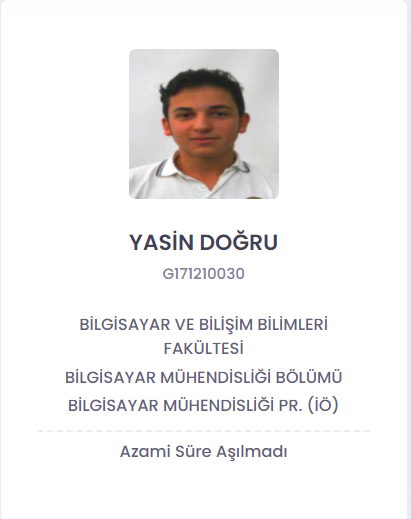 YASİN DOĞRU
G171210030
BİLGİSAYAR VE BİLİŞİM BİLİMLERİ
FAKÜLTESİ
BİLGİSAYAR MÜHENDİSLİĞİ BÖLÜMÜ
BİLGİSAYAR MÜHENDİSLİĞİ PR. (İÖ)
Azami Süre Aşılmadı